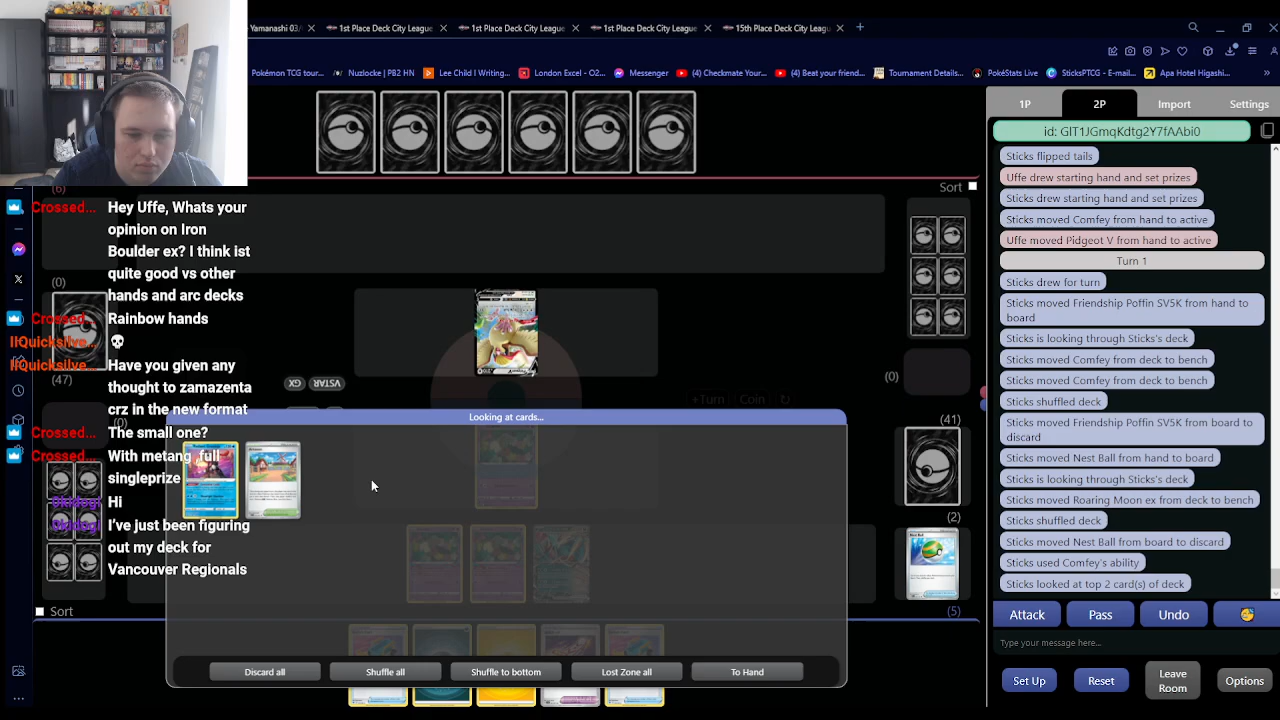 Yamanashi 03/
1st Place Deck City League
1st Place Deck City League
1st Place Deck City League
15th Place Deck City League
Pokémon TCG tour...
Nuzlocke | PB2 HN
Lee Child I Writing...
London Excel - O2...
Messenger
(4) Checkmate Your...
(4) Beat your friend...
Tournament Details...
PokéStats Live
SticksPTCG - E-mail...
Apa Hotel Higashi...
1P
2P
Import
Settings
id: GIT1JGmqKdtg2Y7fAAbi0
Sticks flipped tails
Uffe drew starting hand and set prizes
Sticks drew starting hand and set prizes
Sticks moved Comfey from hand to active
Uffe moved Pidgeot V from hand to active
Turn 1
Sticks drew for turn
Sticks moved Friendship Poffin SV5K from hand to
board
Sticks is looking through Sticks's deck
Sticks moved Comfey from deck to bench
Sticks moved Comfey from deck to bench
Sticks shuffled deck
Sticks moved Friendship Poffin SV5K from board to
discard
Sticks moved Nest Ball from hand to board
Sticks is looking through Sticks's deck
Sticks moved Roaring Moon ex from deck to bench
Sticks shuffled deck
Sticks moved Nest Ball from board to discard
Sticks used Comfey's ability
Sticks looked at top 2 card(s) of deck
Attack
Pass
Undo
Type your message here...
Set Up
Reset
Leave
Room
Options
Sort
(6)
(0)
(47)
(0)
(0)
(41)
(2)
(5)
GX
VSTAR
+Turn
Coin
Crossed... Hey Uffe, Whats your
opinion on Iron
Boulder ex? I think ist
quite good vs other
hands and arc decks
Crossed... Rainbow hands
liQuicksilve... 💀
liQuicksilve... Have you given any
thought to zamazenta
crz in the new format
Crossed... The small one?
Crossed... With metang ,full
singleprize
0kidogi Hi
0kidogi I've just been figuring
out my deck for
Vancouver Regionals
Looking at cards...
Discard all
Shuffle all
Shuffle to bottom
Lost Zone all
To Hand
Sort